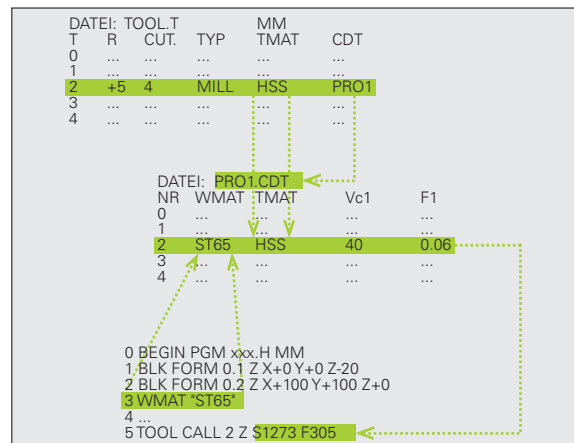 DATEI: TOOL.T MM
T R CUT. TYP TMAT CDT
0 ... ... ... ... ...
1 ... ... ... ... ...
2 +5 4 MILL HSS PRO1
3 ... ... ... ... ...
4 ... ... ... ... ...
DATEI: PRO1.CDT
NR WMAT TMAT Vc1 F1
0 ... ... ... ...
1 ... ... ... ...
2 ST65 HSS 40 0.06
3 ... ... ... ...
4 ... ... ... ...
0 BEGIN PGM xxx.H MM
1 BLK FORM 0.1 Z X+0 Y+0 Z-20
2 BLK FORM 0.2 Z X+100 Y+100 Z+0
3 WMAT "ST65"
4 ...
5 TOOL CALL 2 Z S1273 F305